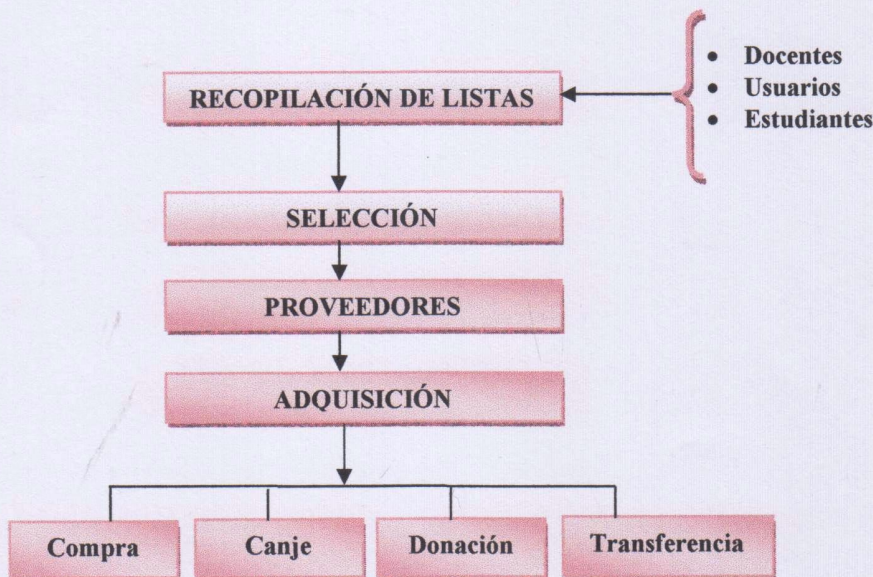 RECOPILACIÓN DE LISTAS
• Docentes
• Usuarios
• Estudiantes
SELECCIÓN
PROVEEDORES
ADQUISICIÓN
Compra
Canje
Donación
Transferencia